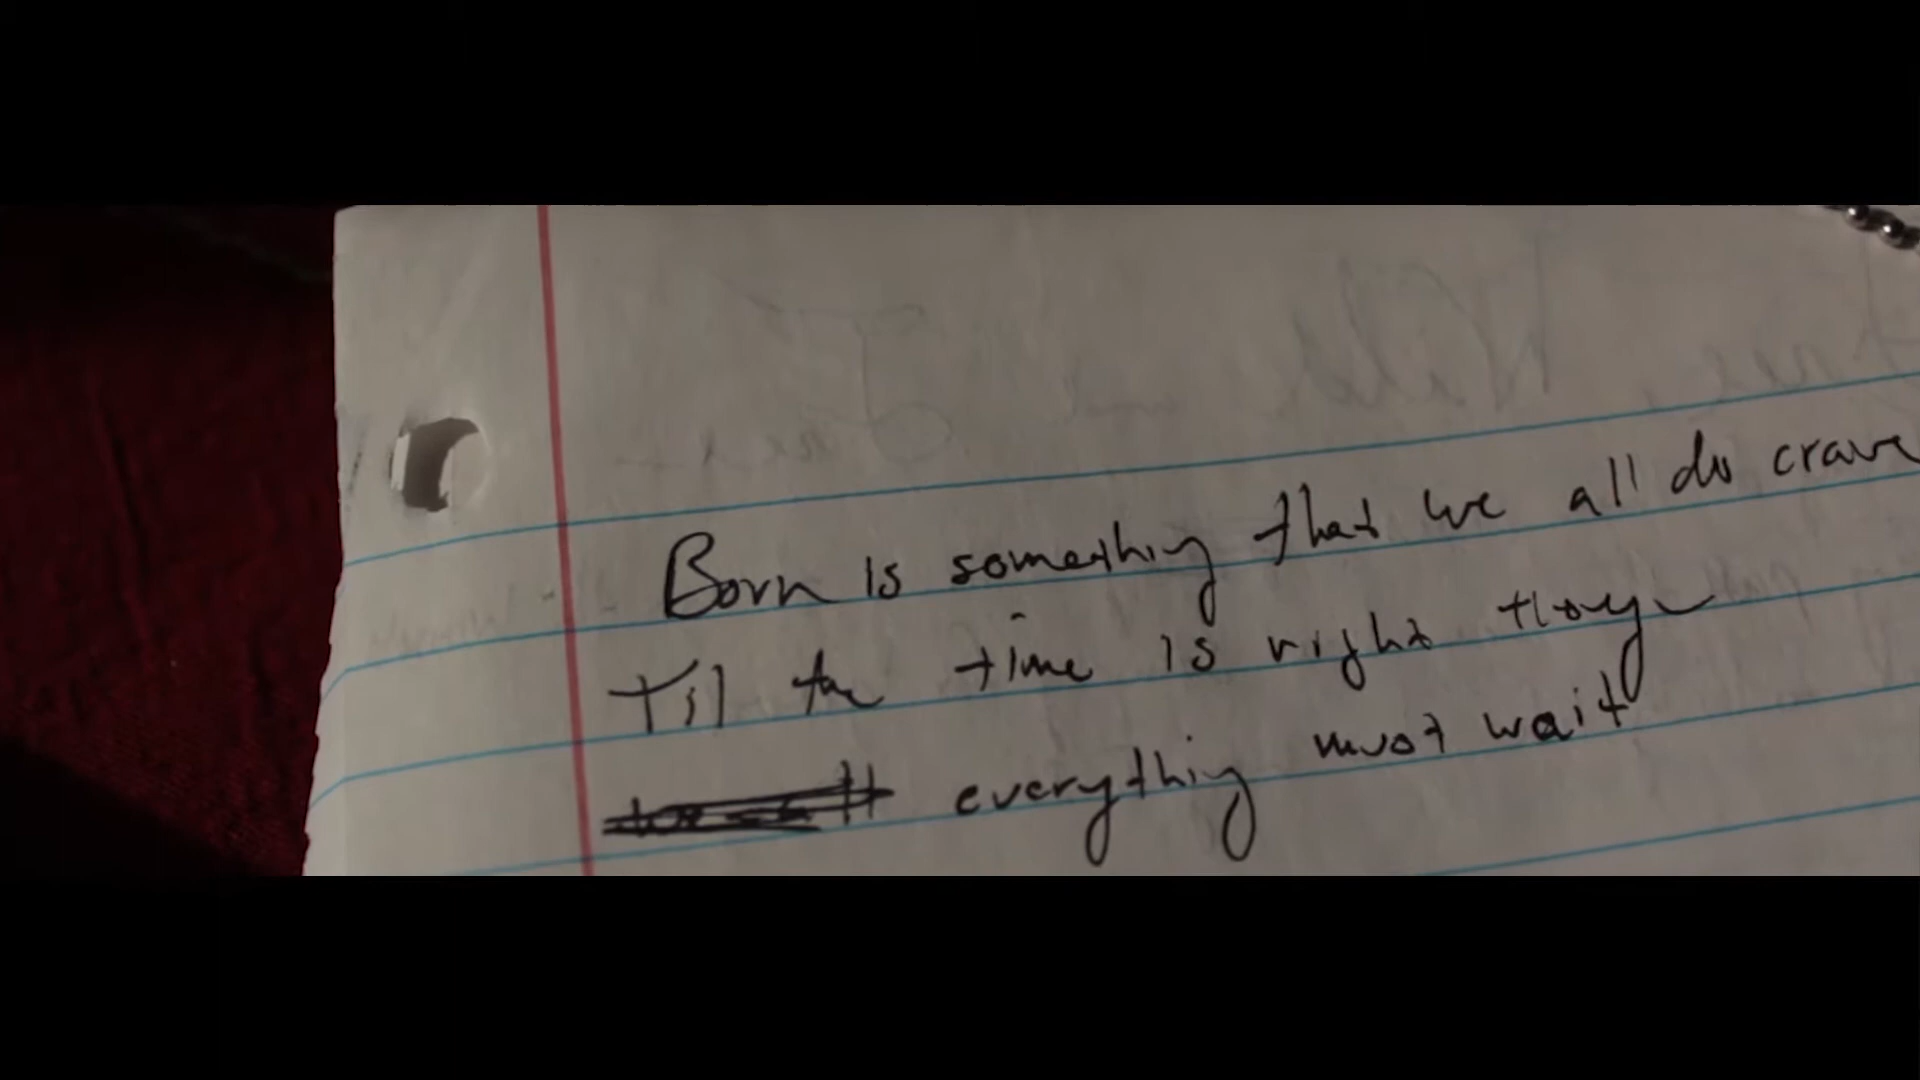 Born is something that we all do crave
Til the time is right though
everything must wait